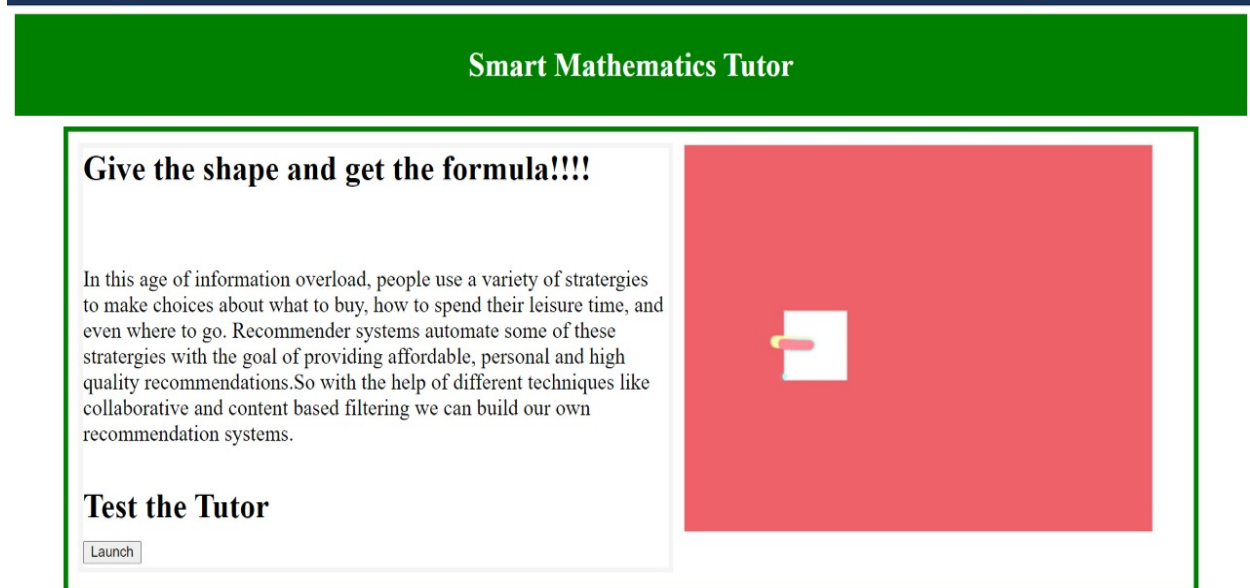 Smart Mathematics Tutor
Give the shape and get the formula!!!!
In this age of information overload, people use a variety of stratergies
to make choices about what to buy, how to spend their leisure time, and
even where to go. Recommender systems automate some of these
stratergies with the goal of providing affordable, personal and high
quality recommendations.So with the help of different techniques like
collaborative and content based filtering we can build our own
recommendation systems.
Test the Tutor
Launch